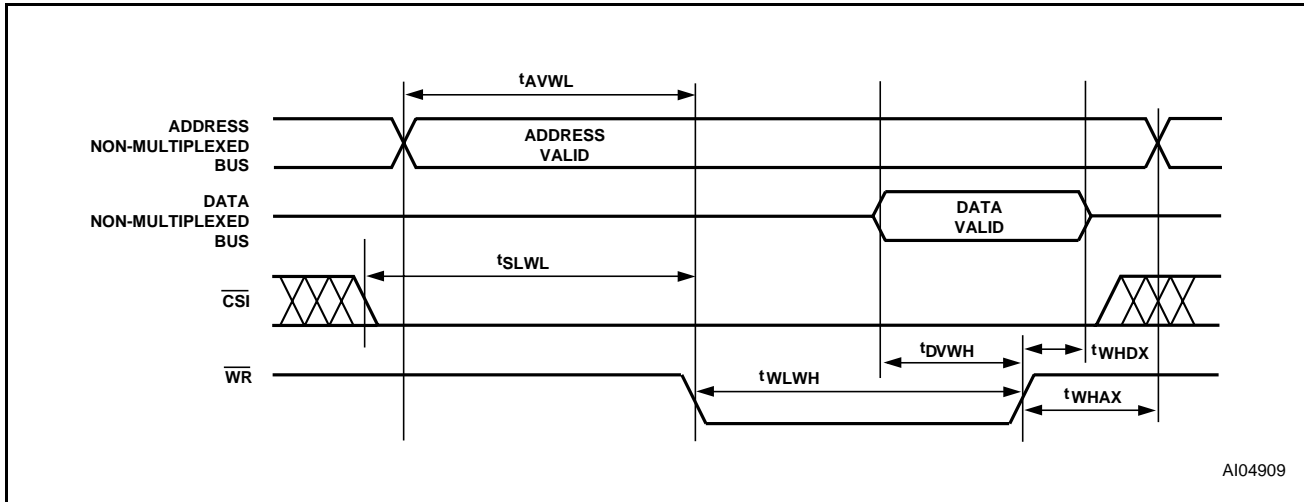 tAVWL
ADDRESS
NON-MULTIPLEXED
BUS
ADDRESS
VALID
DATA
NON-MULTIPLEXED
BUS
DATA
VALID
tSLWL
CSI
tDVWH
tWHDX
WR
tWLWH
tWHAX
AI04909